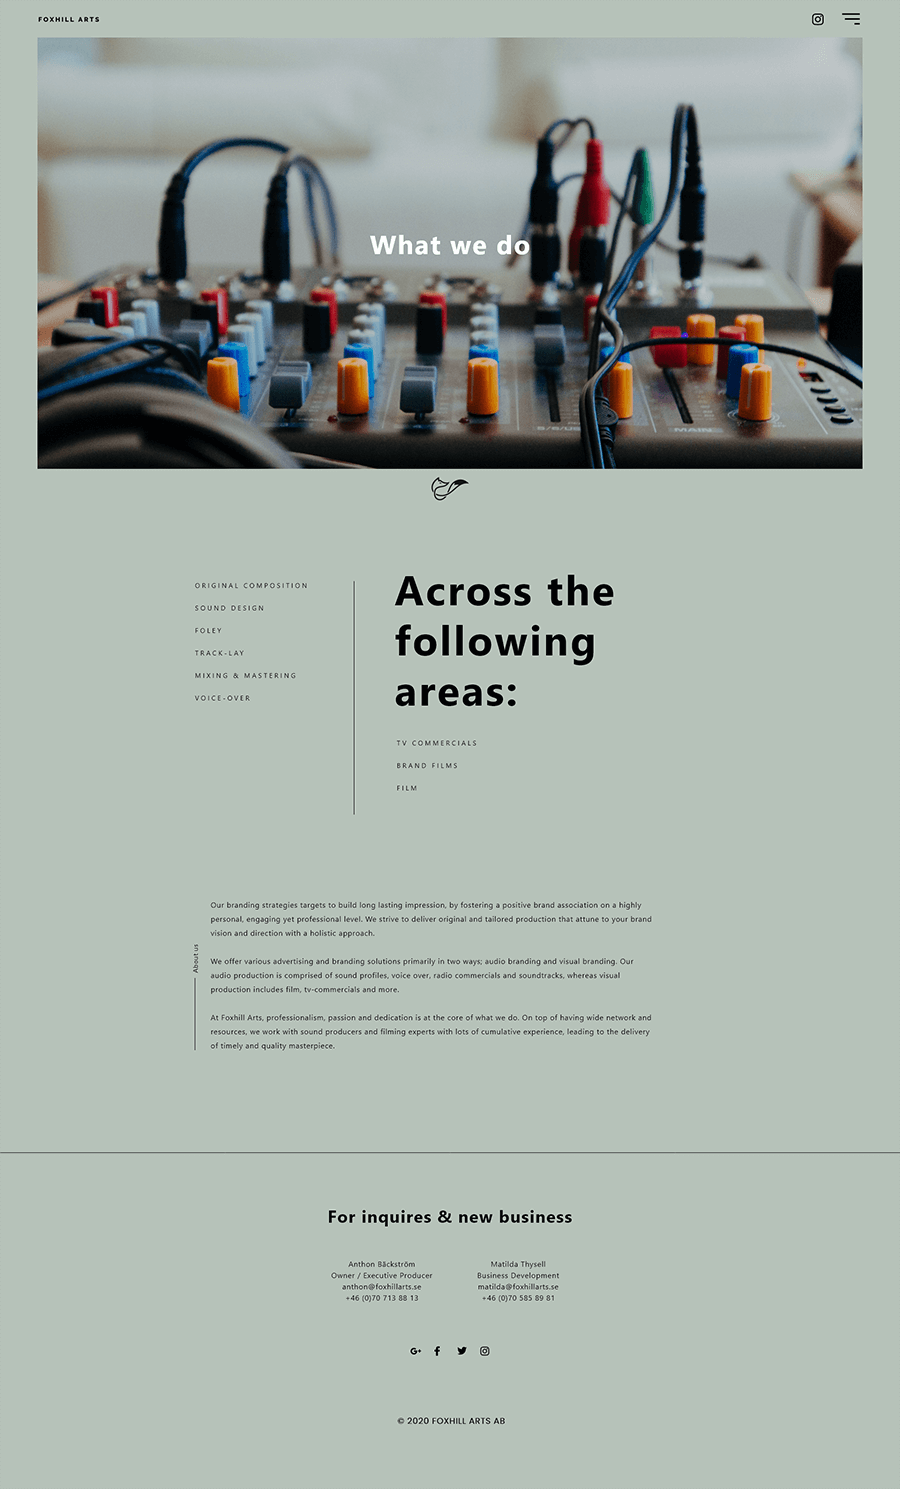 FOXHILL ARTS
What we do
ORIGINAL COMPOSITION
SOUND DESIGN
FOLEY
TRACK-LAY
MIXING & MASTERING
VOICE-OVER
Across the
following
areas:
TV COMMERCIALS
BRAND FILMS
FILM
About us
Our branding strategies targets to build long lasting impression, by fostering a positive brand association on a highly
personal, engaging yet professional level. We strive to deliver original and tailored production that attune to your brand
vision and direction with a holistic approach.
We offer various advertising and branding solutions primarily in two ways; audio branding and visual branding. Our
audio production is comprised of sound profiles, voice over, radio commercials and soundtracks, whereas visual
production includes film, tv-commercials and more.
At Foxhill Arts, professionalism, passion and dedication is at the core of what we do. On top of having wide network and
resources, we work with sound producers and filming experts with lots of cumulative experience, leading to the delivery
of timely and quality masterpiece.
For inquires & new business
Anthon Bäckström
Owner / Executive Producer
anthon@foxhillarts.se
+46 (0)70 713 88 13
Matilda Thysell
Business Development
matilda@foxhillarts.se
+46 (0)70 585 89 81
© 2020 FOXHILL ARTS AB